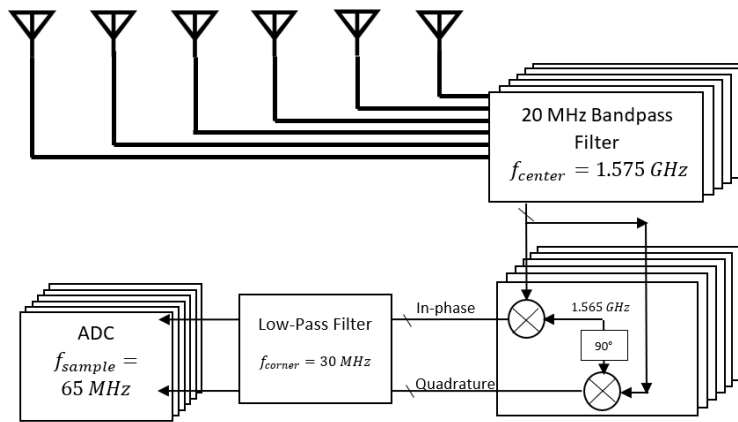 20 MHz Bandpass
Filter
f_center = 1.575 GHz
In-phase
1.565 GHz
90°
Quadrature
Low-Pass Filter
f_corner = 30 MHz
ADC
f_sample =
65 MHz